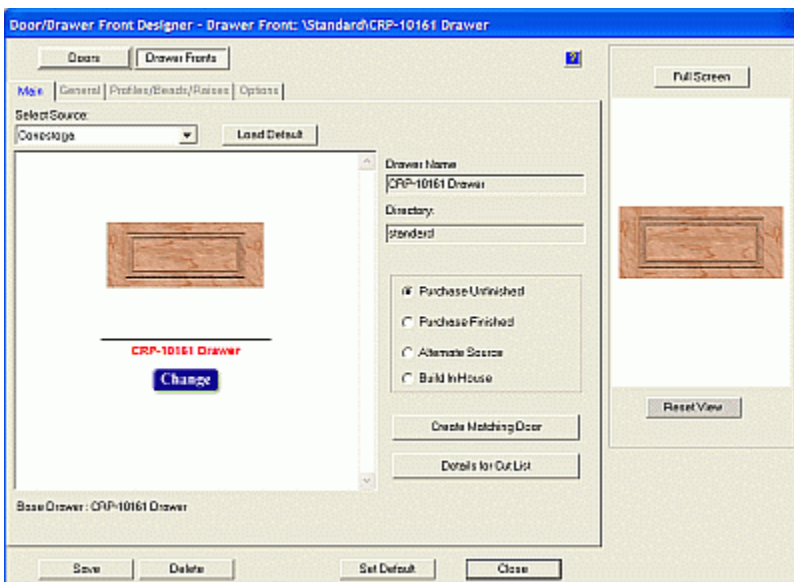 Door/Drawer Front Designer - Drawer Front: \Standard\CRP-10161 Drawer
Doors
Drawer Fronts
?
Full Screen
Main
General
Profiles/Beads/Raises
Options
Select Source:
Conestoga
Load Default
Drawer Name
CRP-10161 Drawer
Directory:
standard
Purchase Unfinished
Purchase Finished
CRP-10161 Drawer
Alternate Source
Change
Build In House
Reset View
Create Matching Door
Details for Cut List
Base Drawer : CRP-10161 Drawer
Save
Delete
Set Default
Close